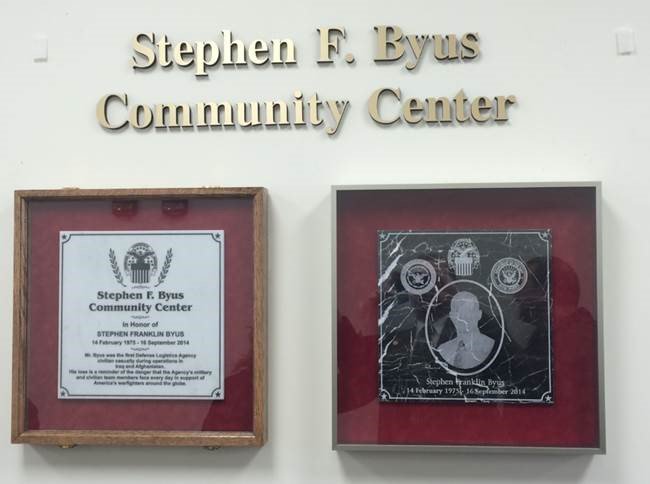 Stephen F. Byus
Community Center
Stephen F. Byus
Community Center
In Honor of
STEPHEN FRANKLIN BYUS
14 February 1975 - 16 September 2014
Mr. Byus was the first Defense Logistics Agency
civilian casualty during operations in
Iraq and Afghanistan.
His loss is a reminder of the danger that the Agency's military
and civilian team members face every day in support of
America's warfighters around the globe.
Stephen Franklin Byus
14 February 1975 - 16 September 2014